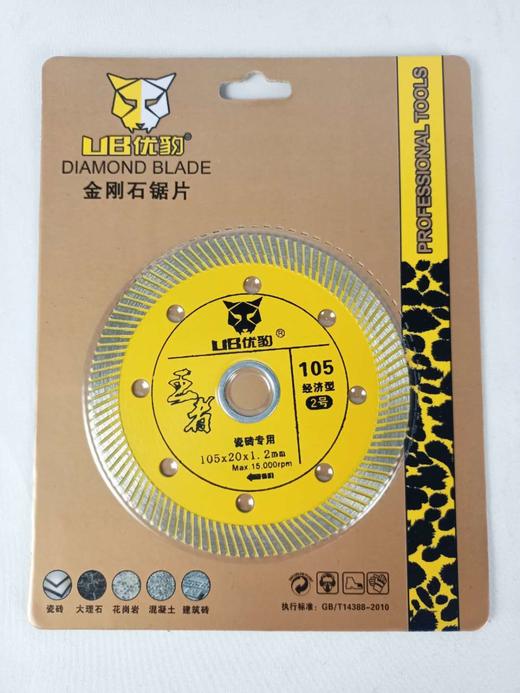 UB优豹®
DIAMOND BLADE
金刚石锯片
PROFESSIONAL TOOLS
UB优豹®
王者
105
经济型
2号
瓷砖专用
105x20x1.2mm
Max.15,000rpm
瓷砖 大理石 花岗岩 混凝土 建筑砖
执行标准: GB/T14388-2010